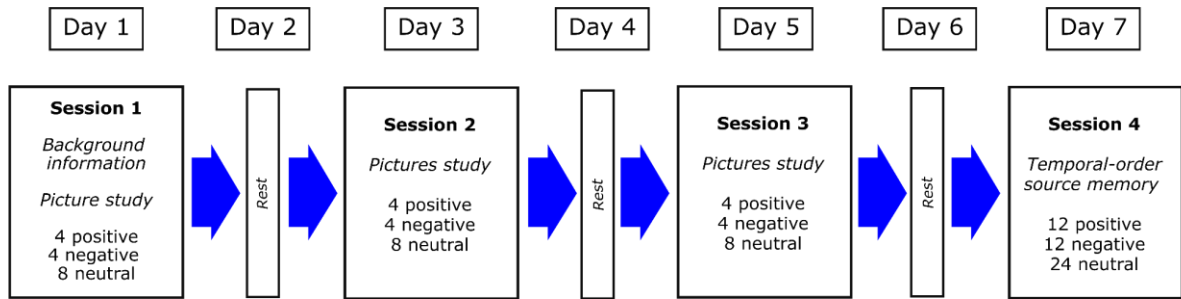 Day 1
Day 2
Day 3
Day 4
Day 5
Day 6
Day 7
Session 1
Background
information
Picture study
4 positive
4 negative
8 neutral
Rest
Session 2
Pictures study
4 positive
4 negative
8 neutral
Rest
Session 3
Pictures study
4 positive
4 negative
8 neutral
Rest
Session 4
Temporal-order
source memory
12 positive
12 negative
24 neutral